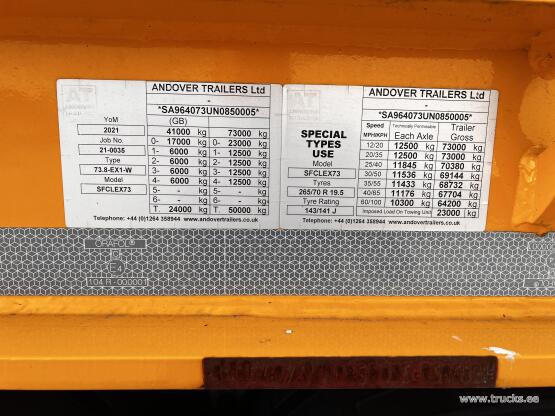 AT
ANDOVER TRAILERS Ltd
-
*SA964073UN0850005*
YoM (GB)
2021 41000 kg 73000 kg
Job No. 0- 17000 kg 0- 23000 kg
21-0035 1- 6000 kg 1- 12500 kg
Type 2- 6000 kg 2- 12500 kg
73.8-EX1-W 3- 6000 kg 3- 12500 kg
Model 4- 6000 kg 4- 12500 kg
SFCLEX73 5- - kg 5- - kg
6- - kg 6- - kg
T. 24000 kg T. 50000 kg
Telephone: +44 (0)1264 358944 www.andovertrailers.co.uk
AT
ANDOVER TRAILERS Ltd
-
*SA964073UN0850005*
SPECIAL TYPES USE
Model
SFCLEX73
Tyres
265/70 R 19.5
Tyre Rating
143/141 J
Speed Technically Permissable Trailer
MPH/KPH Each Axle Gross
12/20 12500 kg 73000 kg
20/35 12500 kg 73000 kg
25/40 11845 kg 70380 kg
30/50 11536 kg 69144 kg
35/55 11433 kg 68732 kg
40/65 11176 kg 67704 kg
60/100 10300 kg 64200 kg
Imposed Load On Towing Unit 23000 kg
Telephone: +44 (0)1264 358944 www.andovertrailers.co.uk
ORAFOL
E4
104 R - 000001
www.trucks.ee